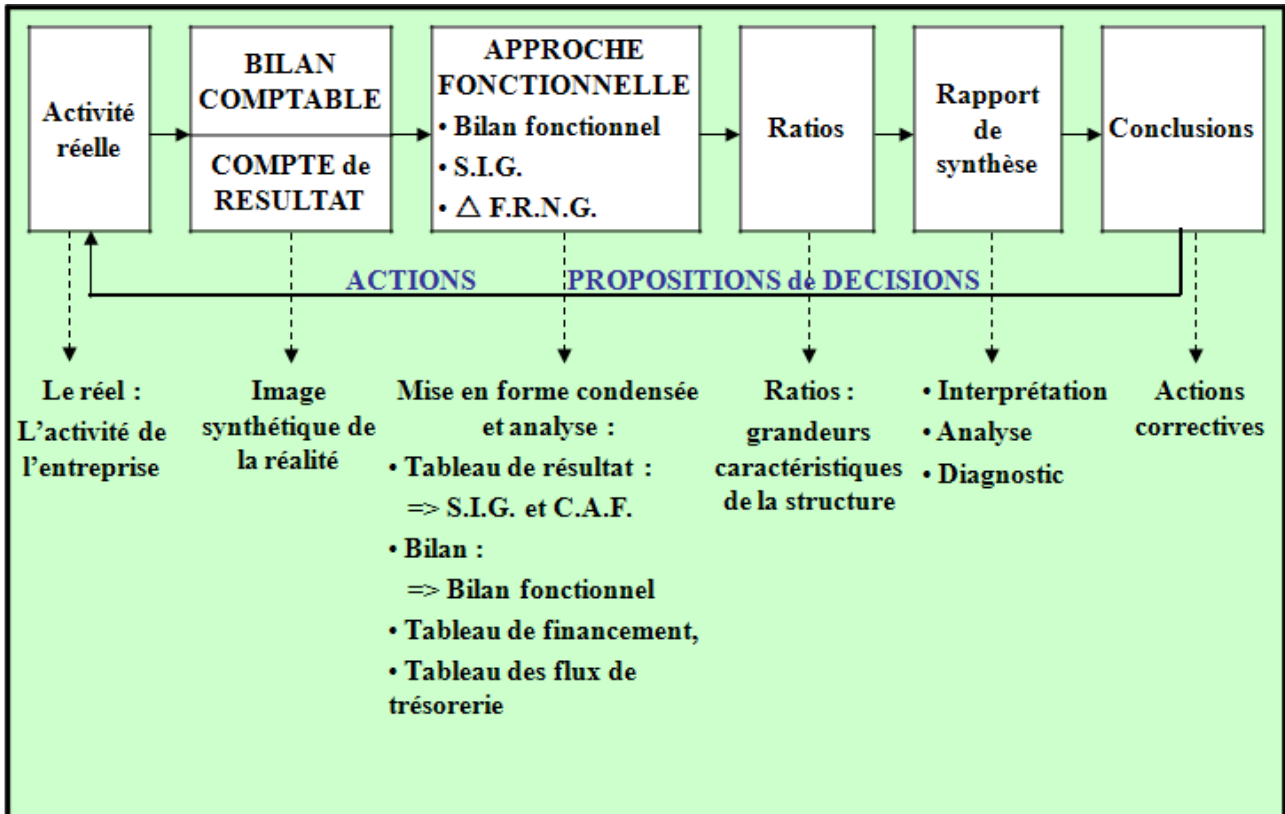 Activité
réelle
BILAN
COMPTABLE
COMPTE de
RESULTAT
APPROCHE
FONCTIONNELLE
• Bilan fonctionnel
• S.I.G.
• △ F.R.N.G.
Ratios
Rapport
de
synthèse
Conclusions
ACTIONS PROPOSITIONS de DECISIONS
Le réel :
L’activité de
l’entreprise
Image
synthétique de
la réalité
Mise en forme condensée
et analyse :
• Tableau de résultat :
=> S.I.G. et C.A.F.
• Bilan :
=> Bilan fonctionnel
• Tableau de financement,
• Tableau des flux de
trésorerie
Ratios :
grandeurs
caractéristiques
de la structure
• Interprétation
• Analyse
• Diagnostic
Actions
correctives